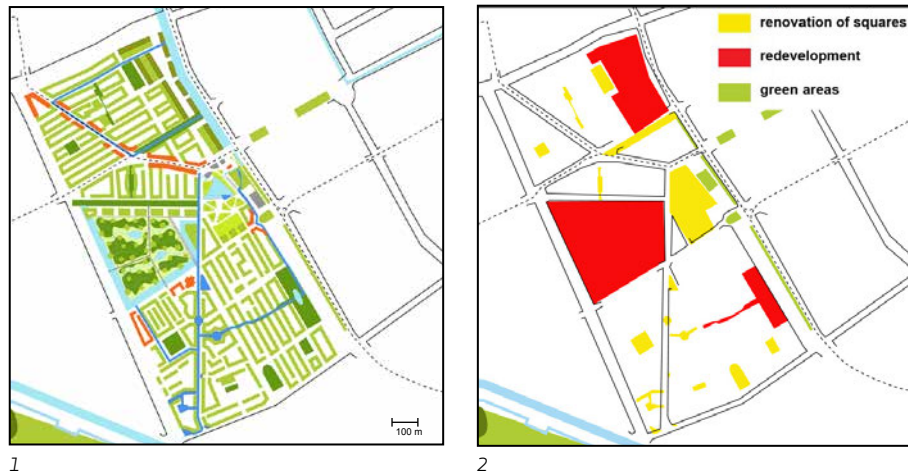 renovation of squares
redevelopment
green areas
100 m
1
2